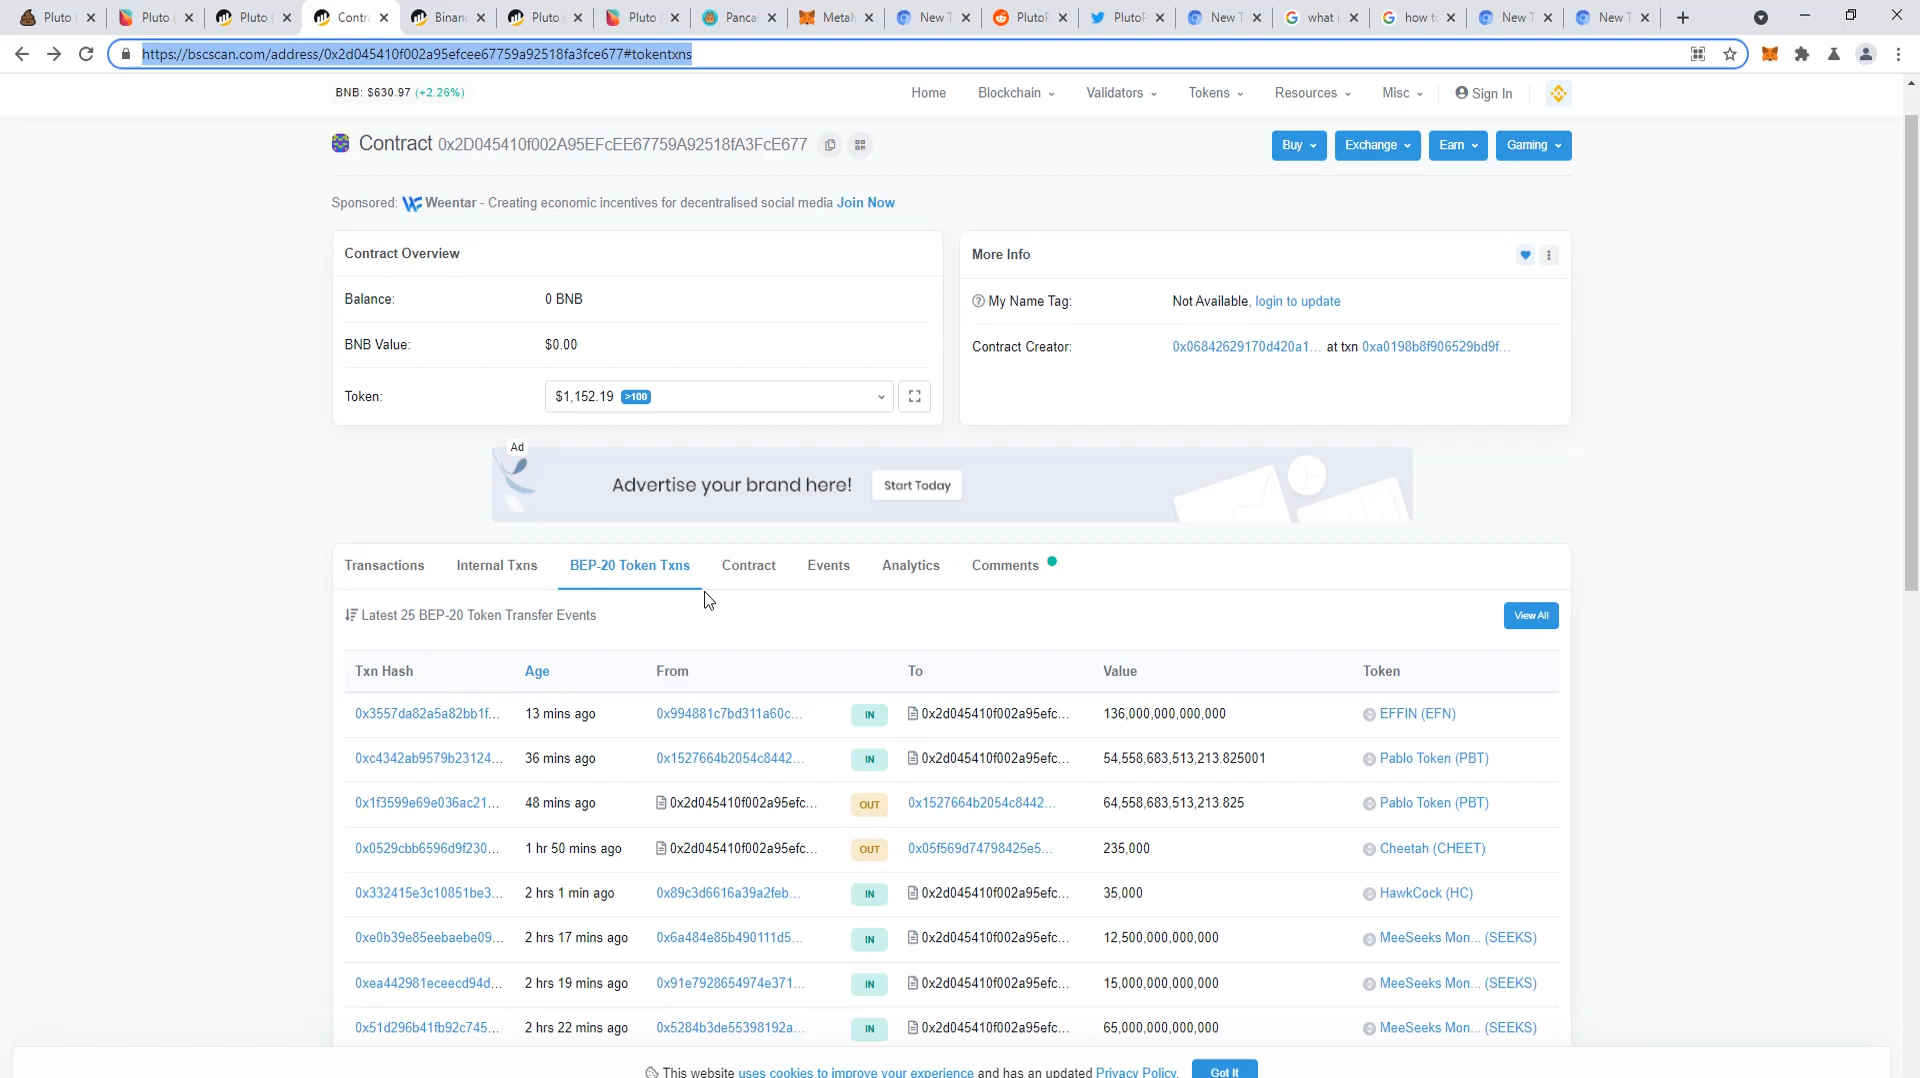 Pluto
Pluto
Pluto
Contr
Binan
Pluto
Pluto
Panca
MetaM
New T
PlutoP
PlutoP
New T
what i
how to
New T
New T
https://bscscan.com/address/0x2d045410f002a95efcee67759a92518fa3fce677#tokentxns
BNB: $630.97 (+2.26%)
Home
Blockchain
Validators
Tokens
Resources
Misc
Sign In
Contract 0x2D045410f002A95EFcEE67759A92518fA3FcE677
Buy
Exchange
Earn
Gaming
Sponsored: Weentar - Creating economic incentives for decentralised social media Join Now
Contract Overview
Balance: 0 BNB
BNB Value: $0.00
Token: $1,152.19 >100
More Info
My Name Tag: Not Available, login to update
Contract Creator: 0x06842629170d420a1... at txn 0xa0198b8f906529bd9f...
Ad
Advertise your brand here! Start Today
Transactions
Internal Txns
BEP-20 Token Txns
Contract
Events
Analytics
Comments
Latest 25 BEP-20 Token Transfer Events
View All
Txn Hash Age From To Value Token
0x3557da82a5a82bb1f... 13 mins ago 0x994881c7bd311a60c... IN 0x2d045410f002a95efc... 136,000,000,000,000 EFFIN (EFN)
0xc4342ab9579b23124... 36 mins ago 0x1527664b2054c8442... IN 0x2d045410f002a95efc... 54,558,683,513,213.825001 Pablo Token (PBT)
0x1f3599e69e036ac21... 48 mins ago 0x2d045410f002a95efc... OUT 0x1527664b2054c8442... 64,558,683,513,213.825 Pablo Token (PBT)
0x0529cbb6596d9f230... 1 hr 50 mins ago 0x2d045410f002a95efc... OUT 0x05f569d74798425e5... 235,000 Cheetah (CHEET)
0x332415e3c10851be3... 2 hrs 1 min ago 0x89c3d6616a39a2feb... IN 0x2d045410f002a95efc... 35,000 HawkCock (HC)
0xe0b39e85eebaebe09... 2 hrs 17 mins ago 0x6a484e85b490111d5... IN 0x2d045410f002a95efc... 12,500,000,000,000 MeeSeeks Mon... (SEEKS)
0xea442981eceecd94d... 2 hrs 19 mins ago 0x91e7928654974e371... IN 0x2d045410f002a95efc... 15,000,000,000,000 MeeSeeks Mon... (SEEKS)
0x51d296b41fb92c745... 2 hrs 22 mins ago 0x5284b3de55398192a... IN 0x2d045410f002a95efc... 65,000,000,000,000 MeeSeeks Mon... (SEEKS)
This website uses cookies to improve your experience and has an updated Privacy Policy. Got It